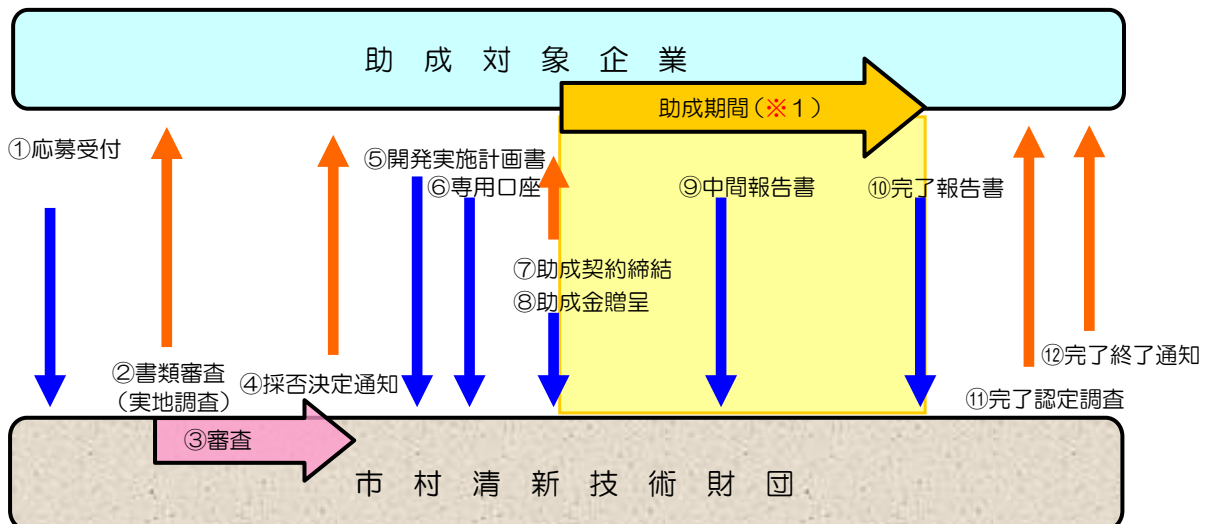 助成対象企業
助成期間(※1)
①応募受付
⑤開発実施計画書
⑥専用口座
⑨中間報告書
⑩完了報告書
⑦助成契約締結
⑧助成金贈呈
②書類審査
(実地調査)
④採否決定通知
⑫完了終了通知
⑪完了認定調査
③審査
市村清新技術財団